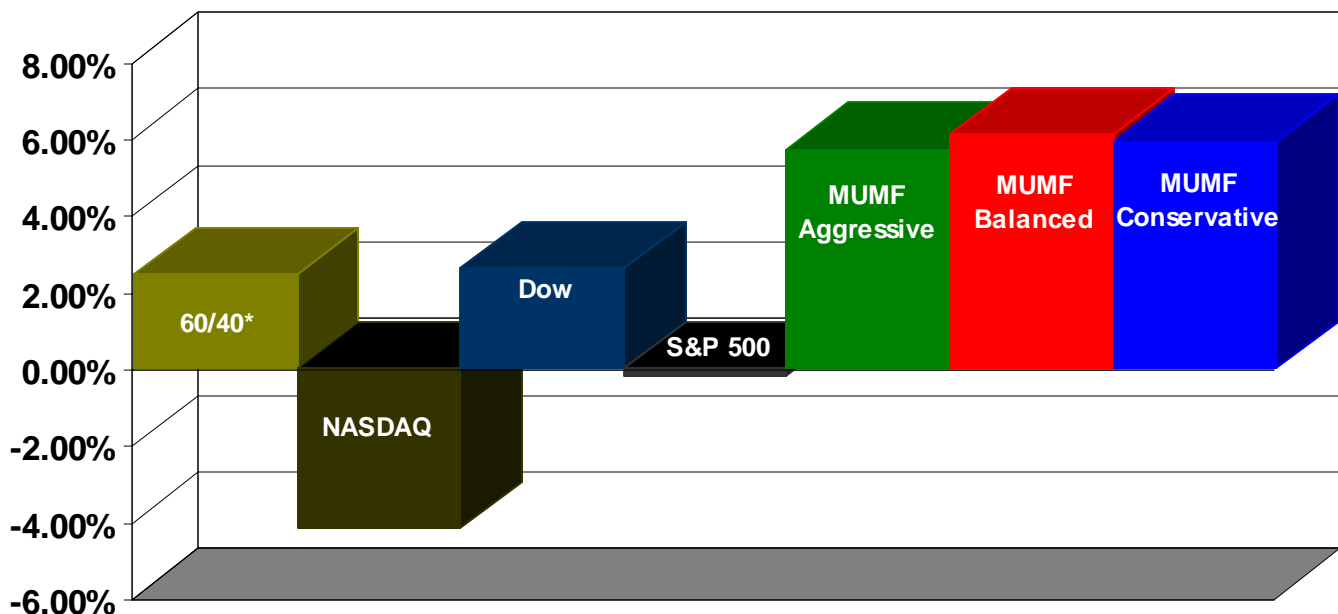 8.00%
6.00%
4.00%
2.00%
0.00%
-2.00%
-4.00%
-6.00%
60/40*
NASDAQ
Dow
S&P 500
MUMF
Aggressive
MUMF
Balanced
MUMF
Conservative